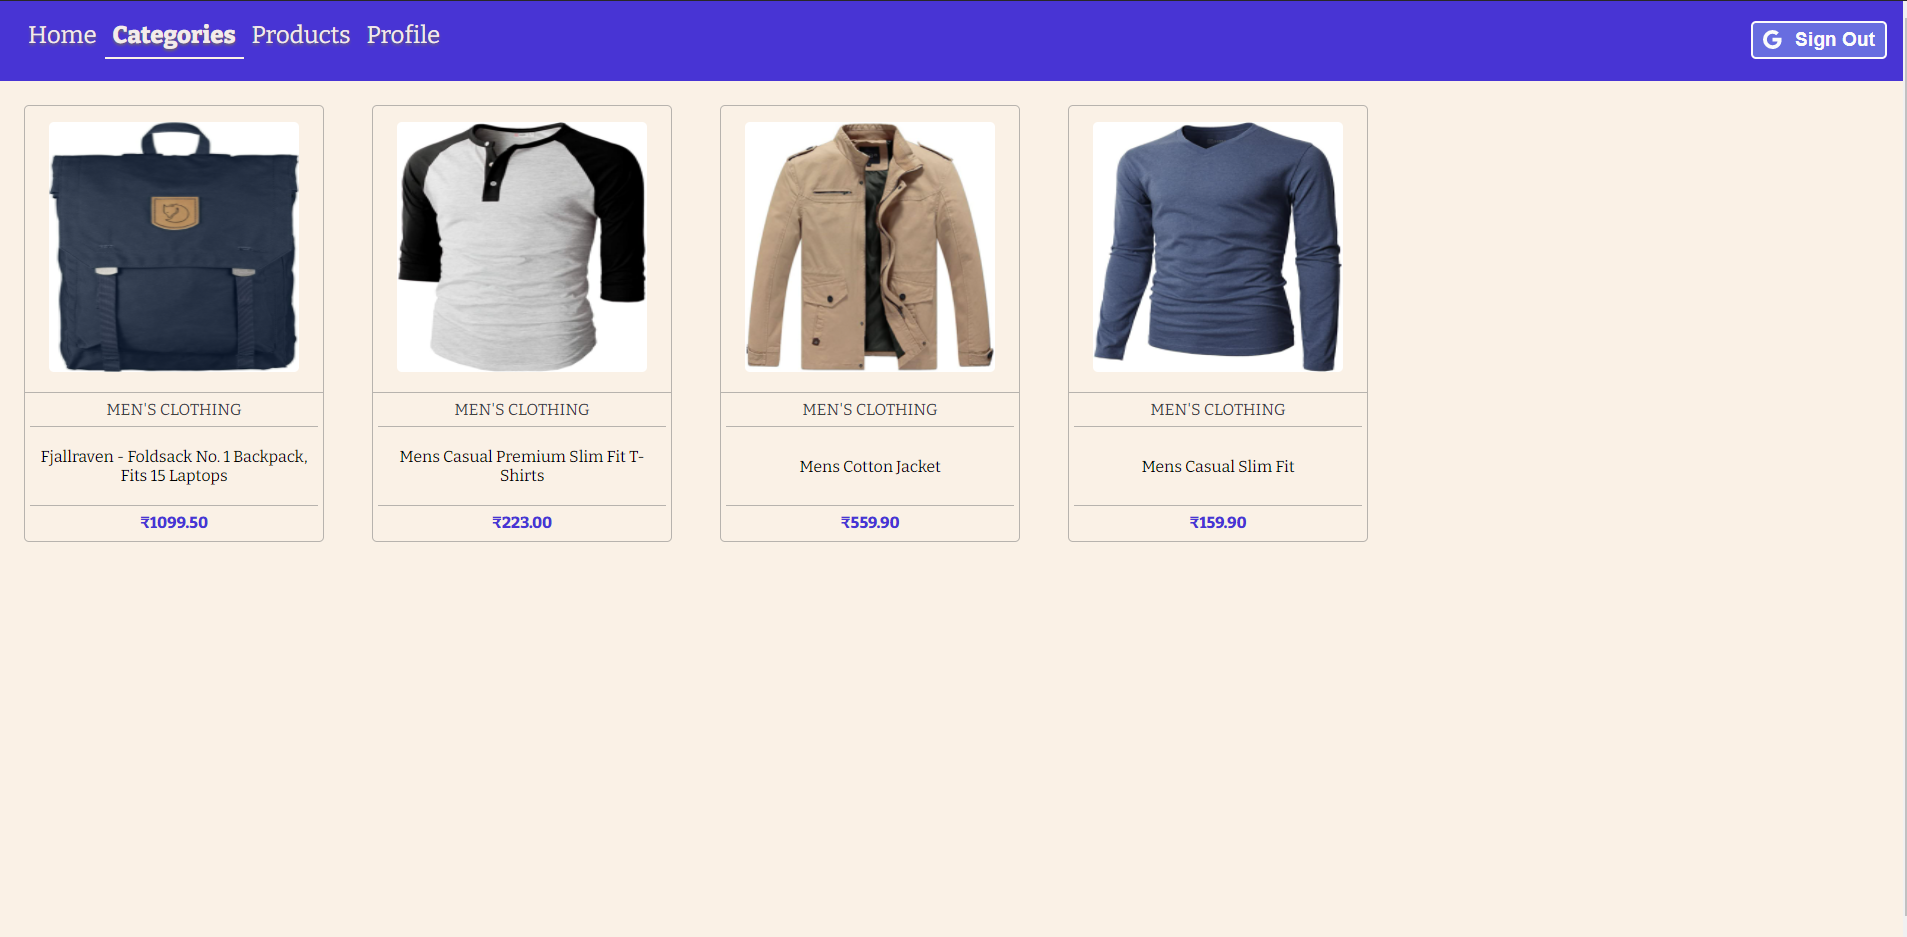 Home Categories Products Profile
G Sign Out
MEN'S CLOTHING
Fjallraven - Foldsack No. 1 Backpack,
Fits 15 Laptops
₹1099.50
MEN'S CLOTHING
Mens Casual Premium Slim Fit T-
Shirts
₹223.00
MEN'S CLOTHING
Mens Cotton Jacket
₹559.90
MEN'S CLOTHING
Mens Casual Slim Fit
₹159.90